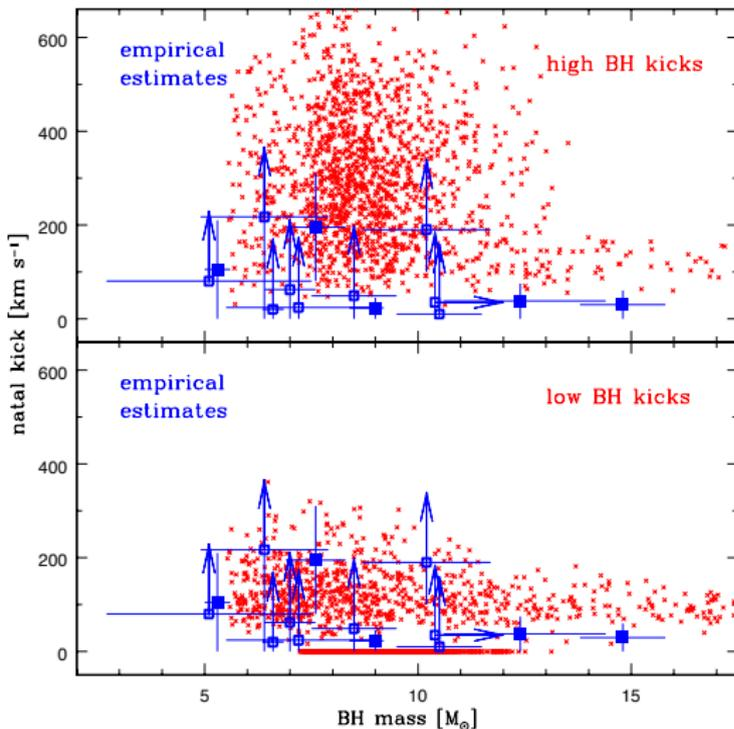 600
400
200
0
empirical
estimates
high BH kicks
natal kick [km s⁻¹]
600
400
200
0
empirical
estimates
low BH kicks
5
10
15
BH mass [M☉]